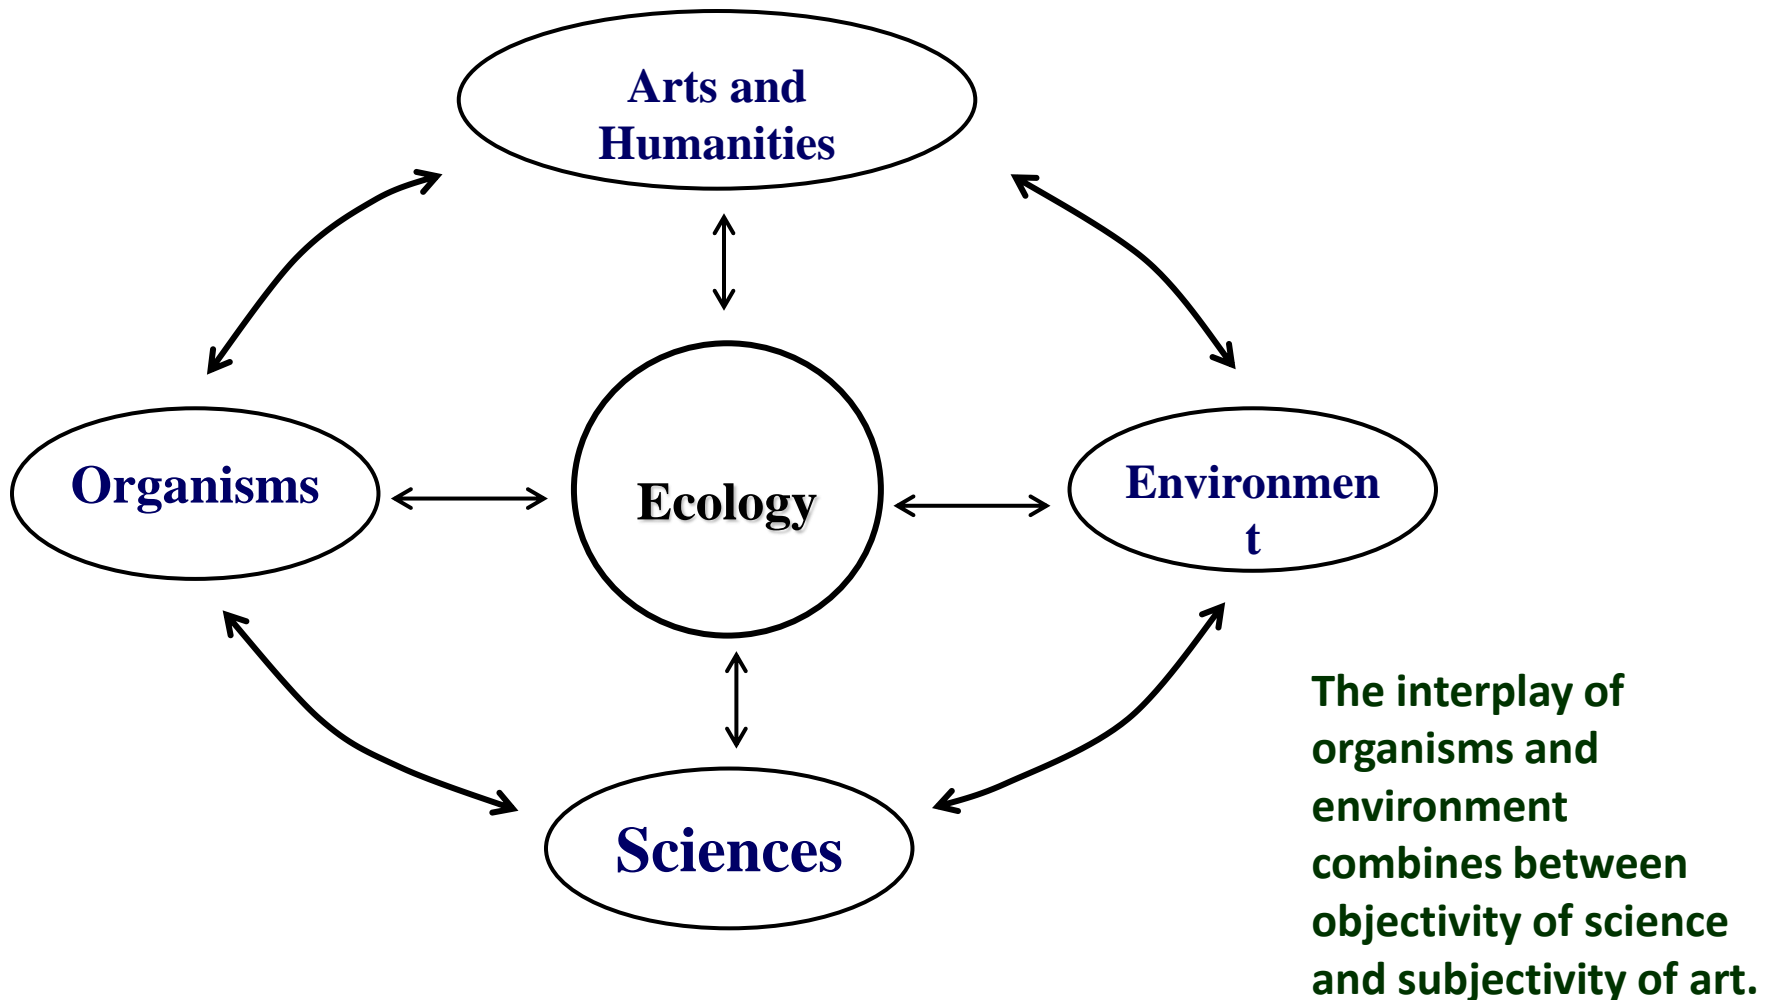 Arts and
Humanities
Organisms
Ecology
Environmen
t
Sciences
The interplay of
organisms and
environment
combines between
objectivity of science
and subjectivity of art.